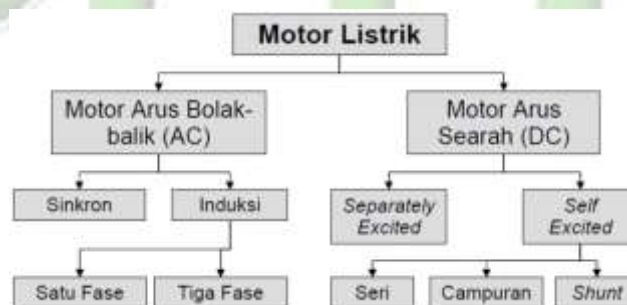 Motor Listrik
Motor Arus Bolak-
balik (AC)
Motor Arus
Searah (DC)
Sinkron
Induksi
Separately
Excited
Self
Excited
Satu Fase
Tiga Fase
Seri
Campuran
Shunt